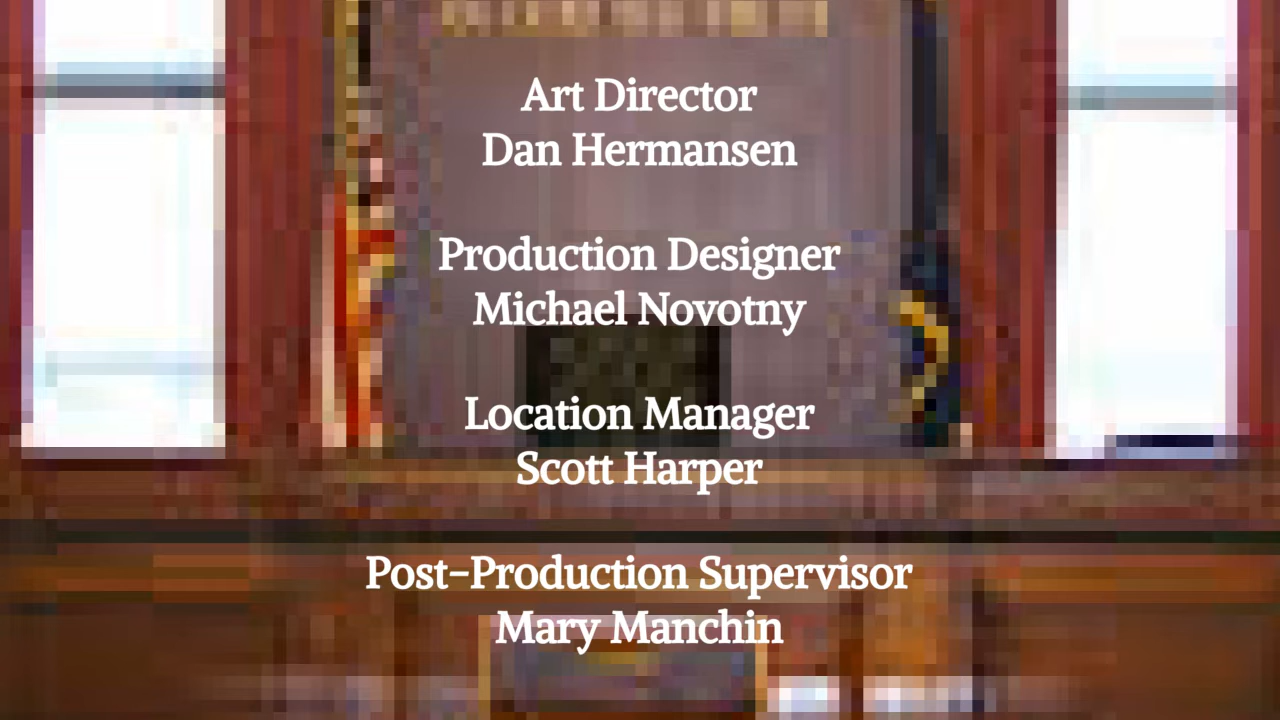 Art Director
Dan Hermansen
Production Designer
Michael Novotny
Location Manager
Scott Harper
Post-Production Supervisor
Mary Manchin